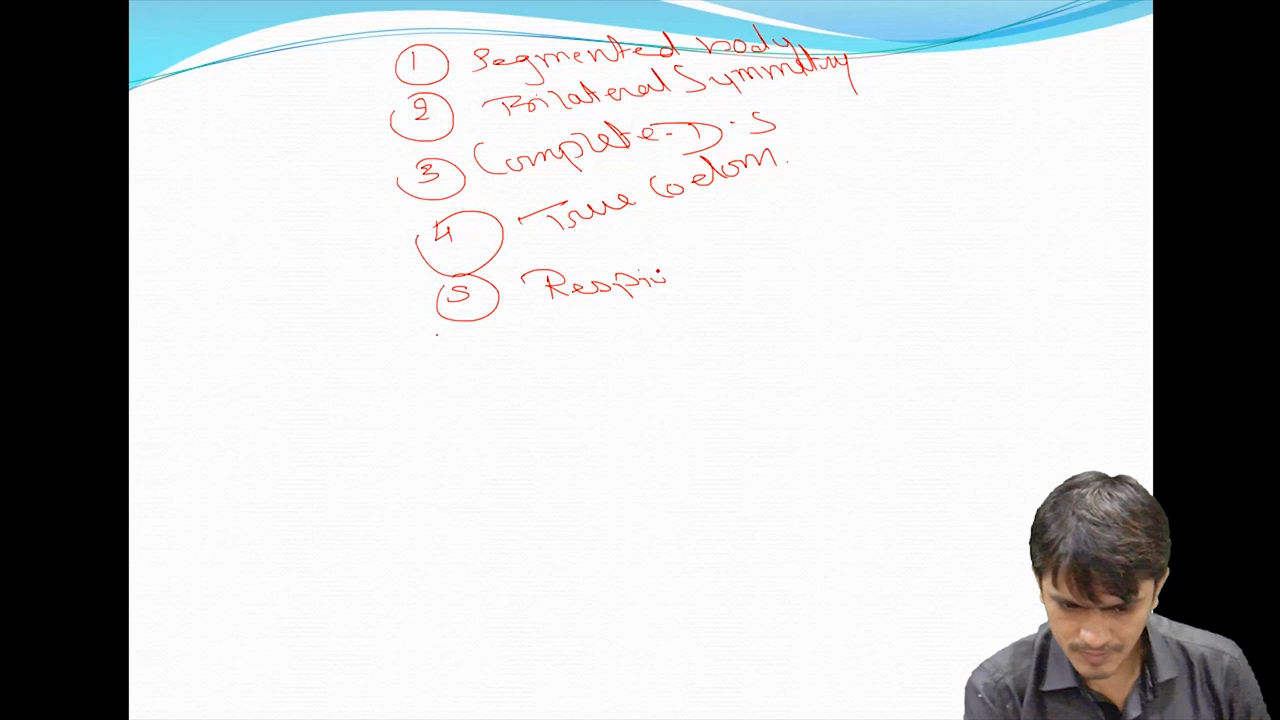 1 Segmented body
2 Bilateral Symmetry
3 Complete-D.S
4 True Coelom.
5 Respi